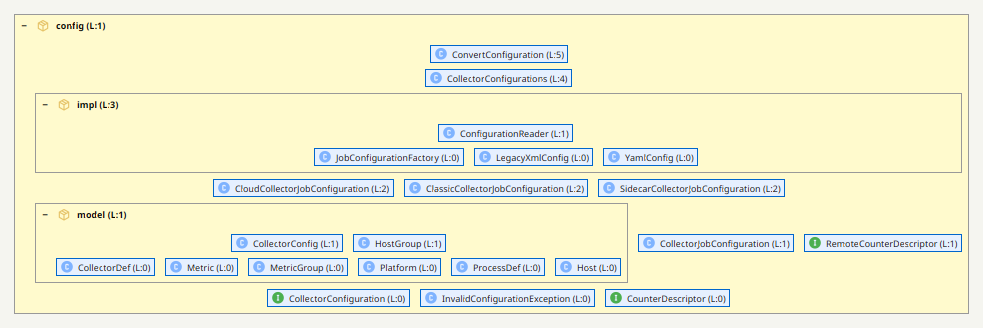 − config (L:1)
C ConvertConfiguration (L:5)
C CollectorConfigurations (L:4)
− impl (L:3)
C ConfigurationReader (L:1)
C JobConfigurationFactory (L:0) C LegacyXmlConfig (L:0) C YamlConfig (L:0)
C CloudCollectorJobConfiguration (L:2) C ClassicCollectorJobConfiguration (L:2) C SidecarCollectorJobConfiguration (L:2)
− model (L:1)
C CollectorConfig (L:1) C HostGroup (L:1) C CollectorJobConfiguration (L:1) I RemoteCounterDescriptor (L:1)
C CollectorDef (L:0) C Metric (L:0) C MetricGroup (L:0) C Platform (L:0) C ProcessDef (L:0) C Host (L:0)
I CollectorConfiguration (L:0) C InvalidConfigurationException (L:0) I CounterDescriptor (L:0)